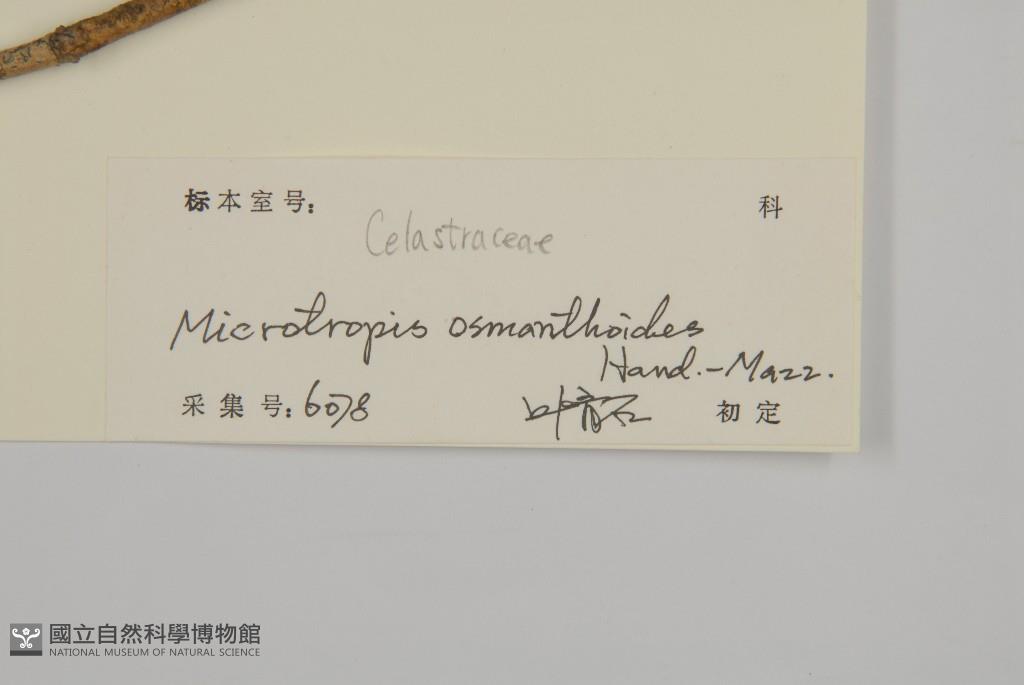 标本室号: 科
Celastraceae
Microtropis osmanthoides
Hand.-Mazz.
采集号: 6078 初定
國立自然科學博物館
NATIONAL MUSEUM OF NATURAL SCIENCE